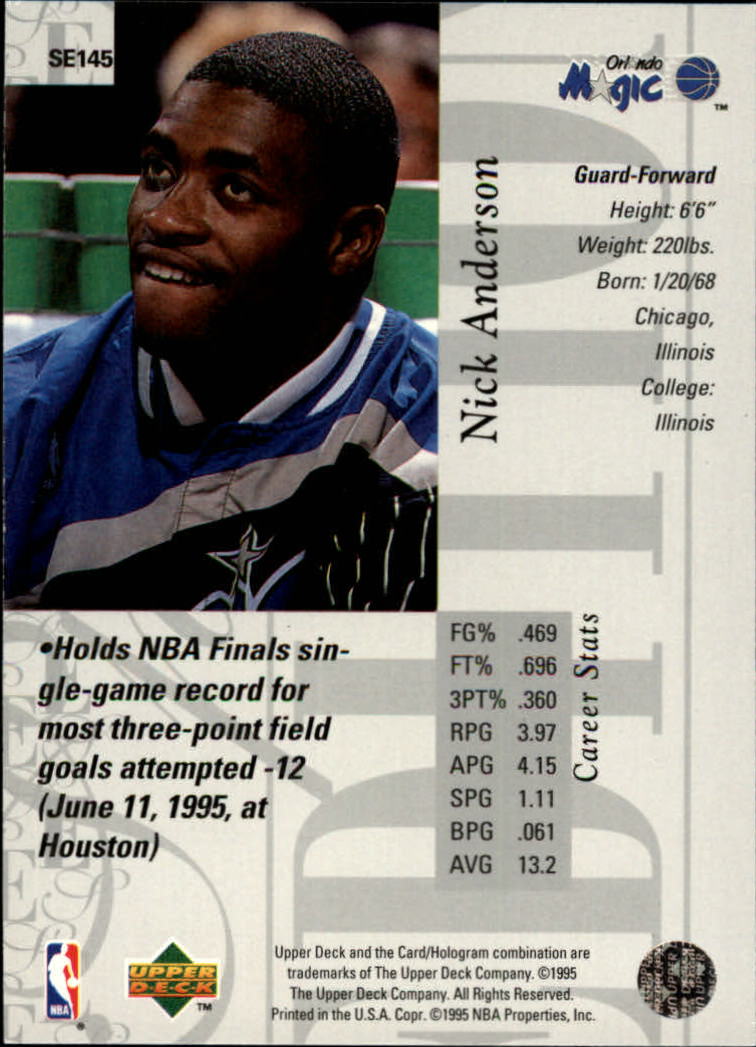 SE145
Orlando
Magic
TM
Nick Anderson
Guard-Forward
Height: 6'6"
Weight: 220lbs.
Born: 1/20/68
Chicago,
Illinois
College:
Illinois
•Holds NBA Finals sin-
gle-game record for
most three-point field
goals attempted -12
(June 11, 1995, at
Houston)
Career Stats
FG% .469
FT% .696
3PT% .360
RPG 3.97
APG 4.15
SPG 1.11
BPG .061
AVG 13.2
NBA
®
UPPER
DECK
TM
Upper Deck and the Card/Hologram combination are
trademarks of The Upper Deck Company. ©1995
The Upper Deck Company. All Rights Reserved.
Printed in the U.S.A. Copr. ©1995 NBA Properties, Inc.